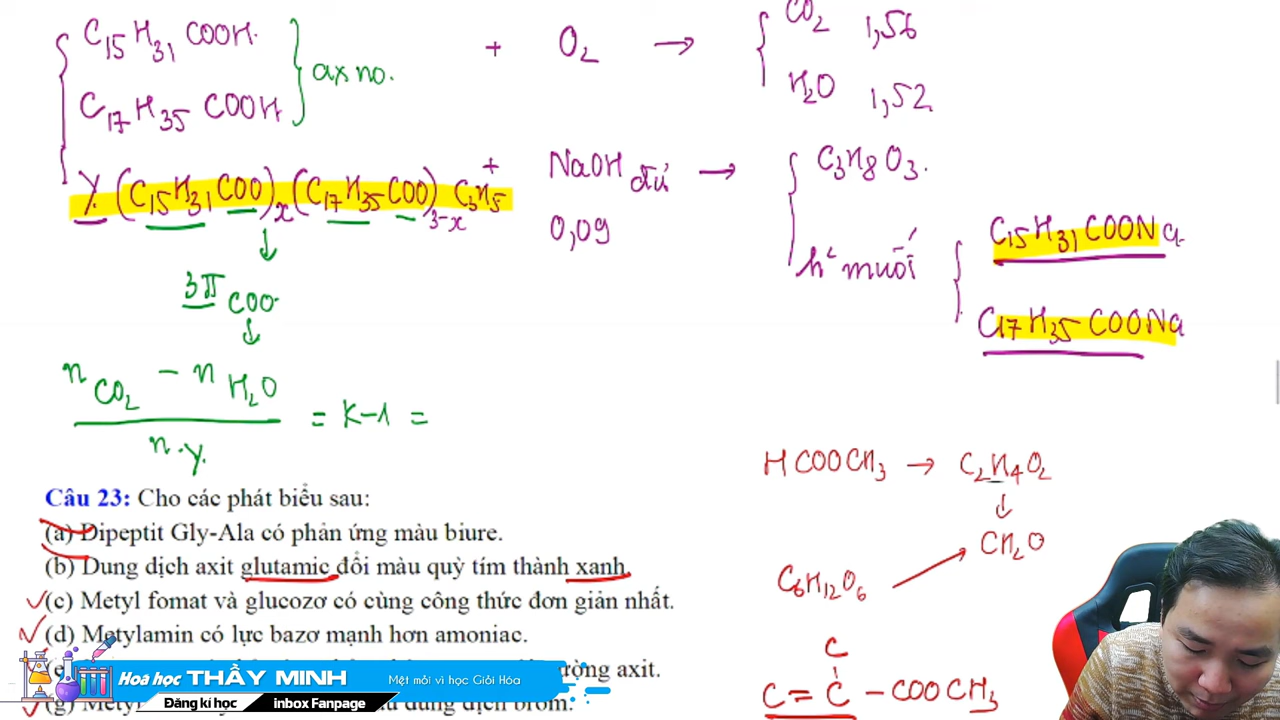 C15H31COOH
C17H35COOH
} ax no.
+ O2 →
CO2 1,56
H2O 1,52
Y (C15H31COO)x (C17H35COO)3-x C3H5
+ NaOH đủ →
0,09
C3H8O3.
h² muối
C15H31COONa
C17H35COONa
↓
3π COO
↓
nCO2 - nH2O / n.Y = K-1 =
Câu 23: Cho các phát biểu sau:
(a) Dipeptit Gly-Ala có phản ứng màu biure.
(b) Dung dịch axit glutamic đổi màu quỳ tím thành xanh.
(c) Metyl fomat và glucozơ có cùng công thức đơn giản nhất.
(d) Metylamin có lực bazơ mạnh hơn amoniac.
axit.
(g) dung dịch brom.
HCOOCH3 → C2H4O2
↓
CH2O
C6H12O6
C
C = C - COOCH3
Hoá học THẦY MINH
Mệt mỏi vì học Giỏi Hóa
Đăng kí học
inbox Fanpage